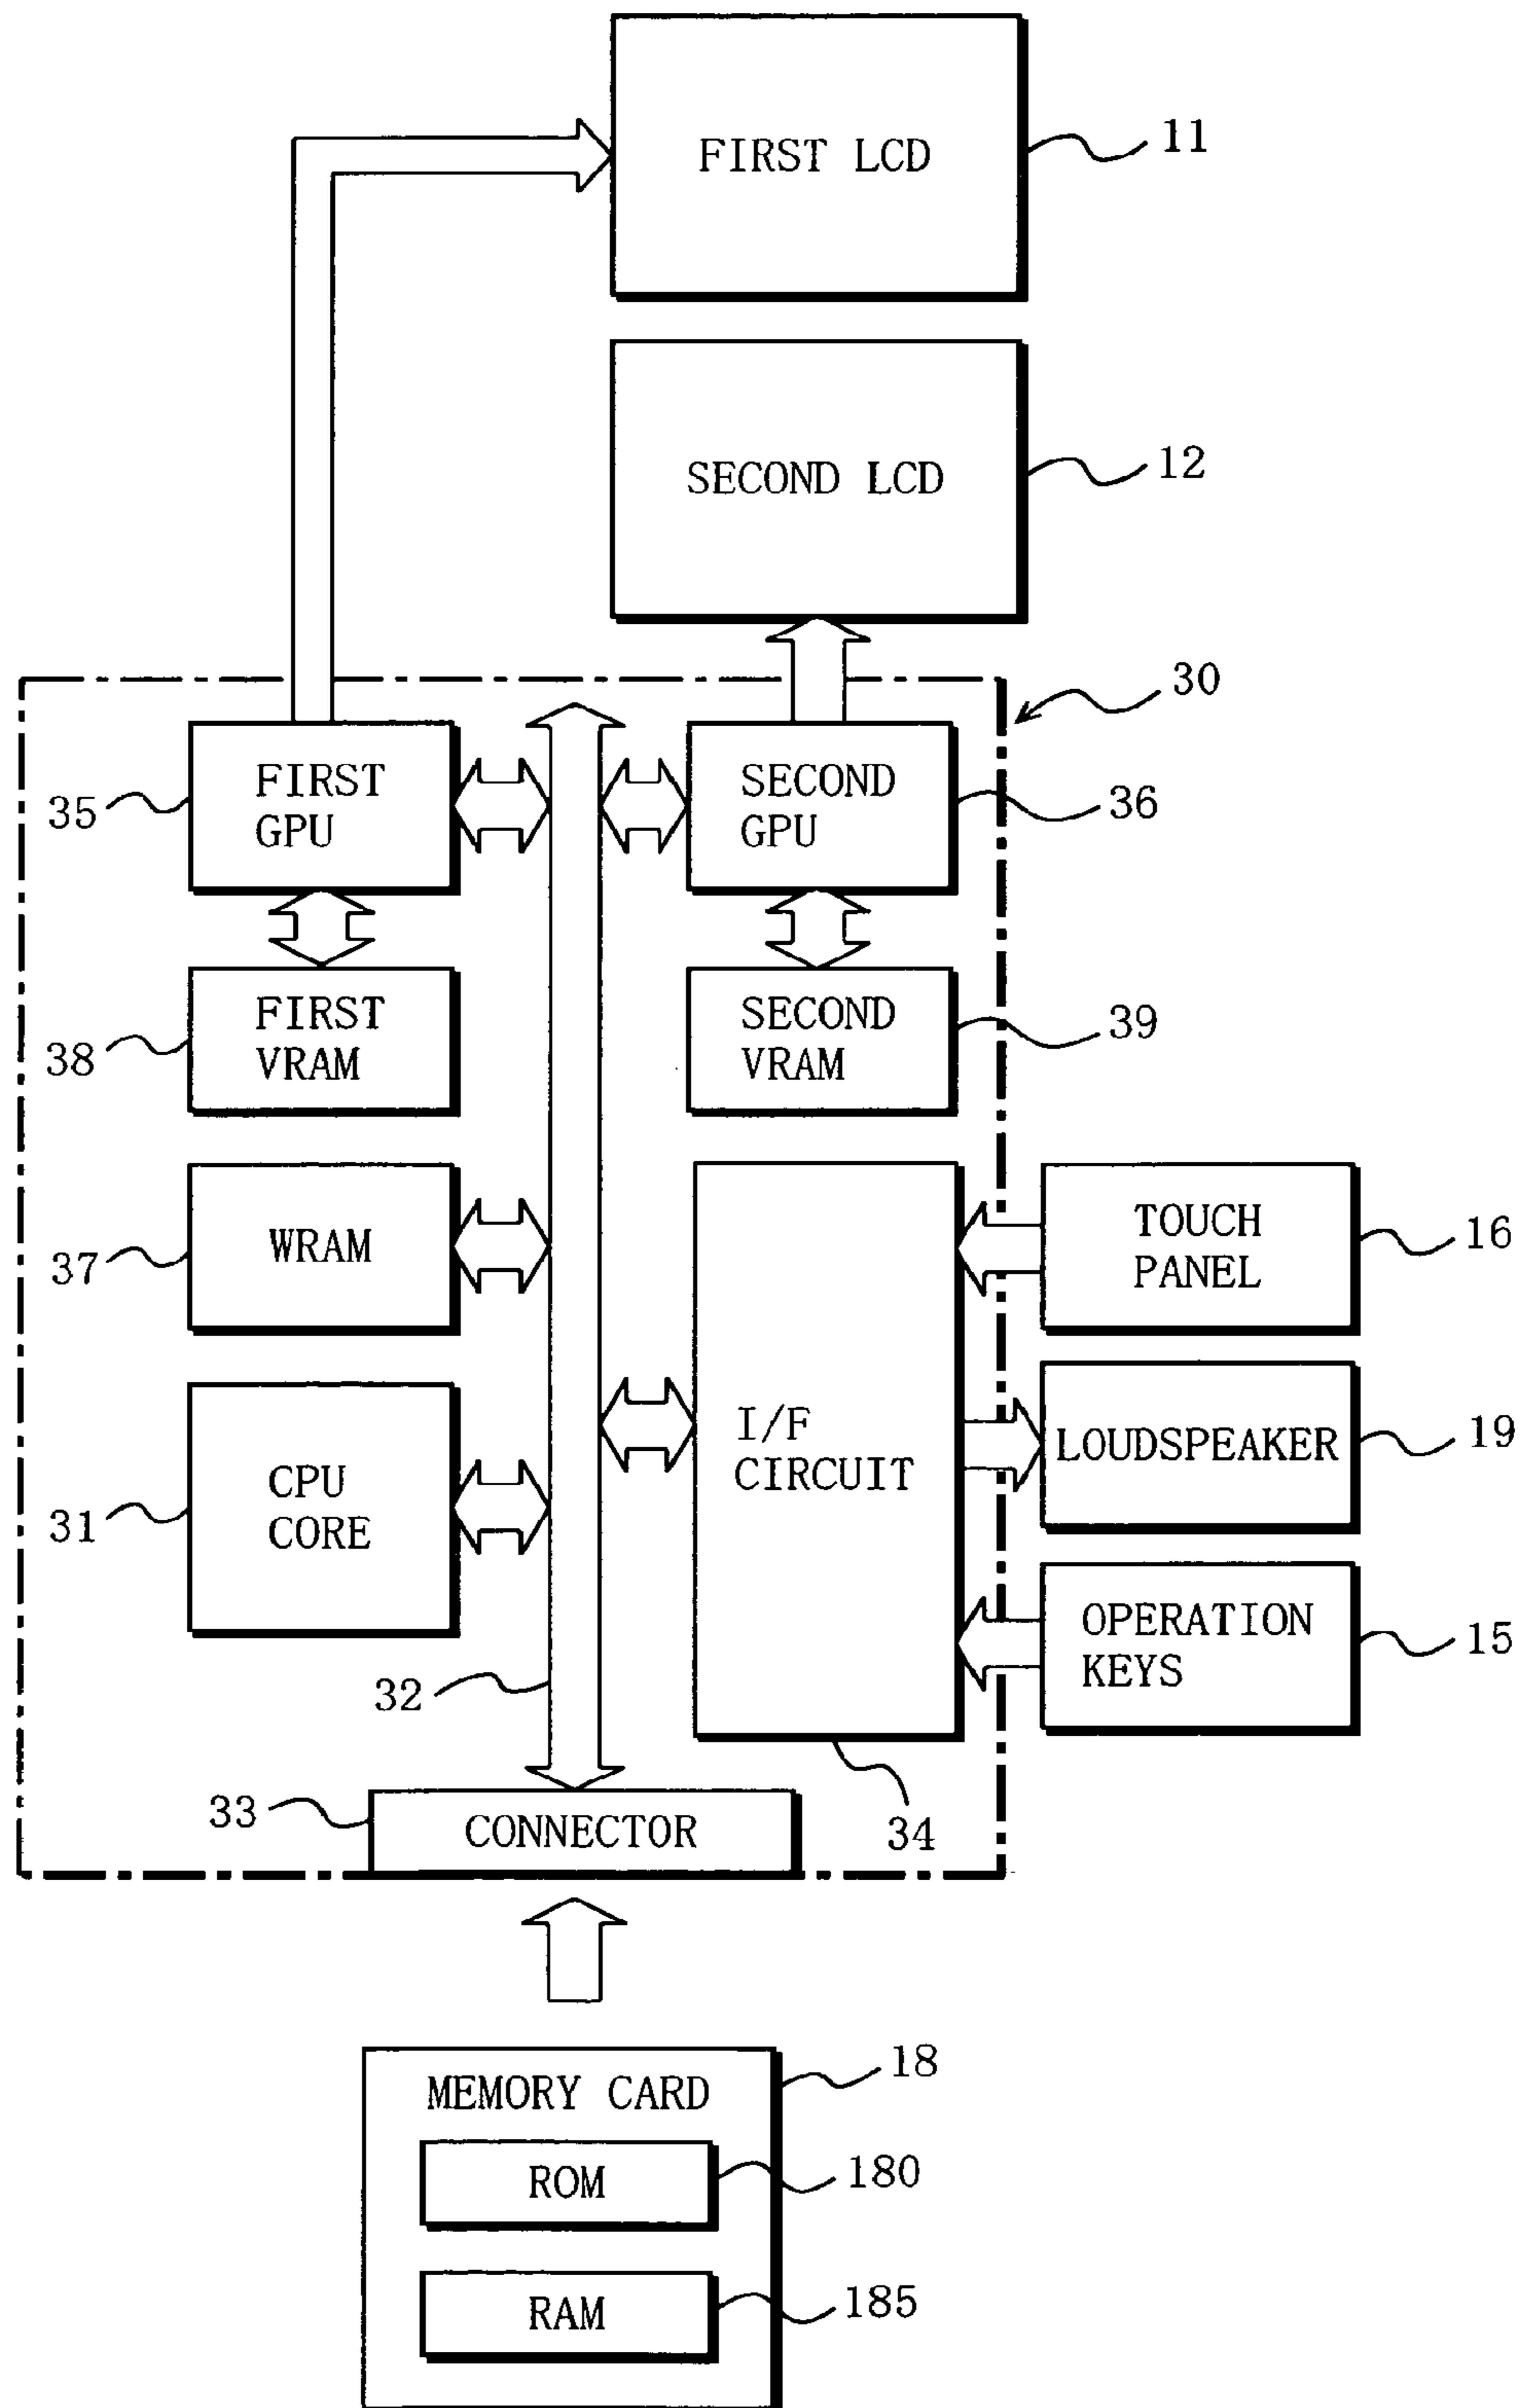 FIRST LCD
11
SECOND LCD
12
30
35
FIRST
GPU
SECOND
GPU
36
38
FIRST
VRAM
SECOND
VRAM
39
37
WRAM
TOUCH
PANEL
16
31
CPU
CORE
I/F
CIRCUIT
LOUDSPEAKER
19
OPERATION
KEYS
15
32
33
CONNECTOR
34
MEMORY CARD
18
ROM
180
RAM
185